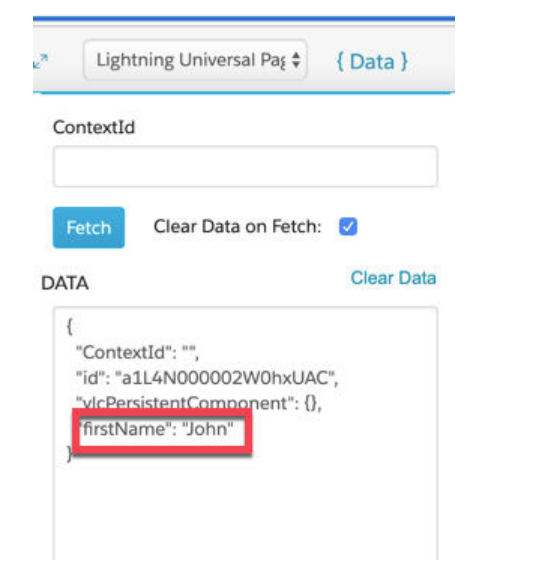 Lightning Universal Pag { Data }
ContextId
Fetch Clear Data on Fetch:
DATA Clear Data
{
"ContextId": "",
"id": "a1L4N000002W0hxUAC",
"vlcPersistentComponent": {},
"firstName": "John"
}